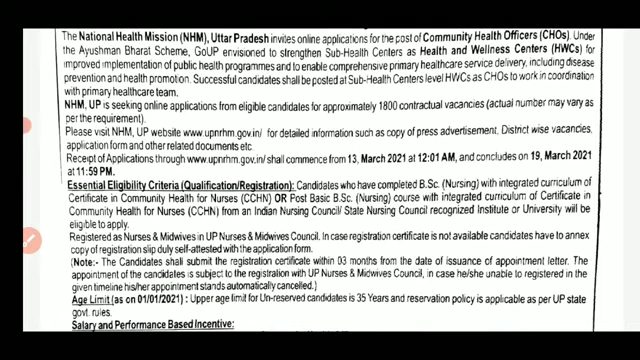 The National Health Mission (NHM), Uttar Pradesh invites online applications for the post of Community Health Officers (CHOs). Under
the Ayushman Bharat Scheme, GoUP envisioned to strengthen Sub-Health Centers as Health and Wellness Centers (HWCs) for
improved implementation of public health programmes and to enable comprehensive primary healthcare service delivery, including disease
prevention and health promotion. Successful candidates shall be posted at Sub-Health Centers level HWCs as CHOs to work in coordination
with primary healthcare team.
NHM, UP is seeking online applications from eligible candidates for approximately 1800 contractual vacancies (actual number may vary as
per the requirement).
Please visit NHM, UP website www.upnrhm.gov.in/ for detailed information such as copy of press advertisement, District wise vacancies,
application form and other related documents etc.
Receipt of Applications through www.upnrhm.gov.in/ shall commence from 13, March 2021 at 12:01 AM, and concludes on 19, March 2021
at 11:59 PM.
Essential Eligibility Criteria (Qualification/Registration): Candidates who have completed B.Sc. (Nursing) with integrated curriculum of
Certificate in Community Health for Nurses (CCHN) OR Post Basic B.Sc. (Nursing) course with integrated curriculum of Certificate in
Community Health for Nurses (CCHN) from an Indian Nursing Council/ State Nursing Council recognized Institute or University will be
eligible to apply.
Registered as Nurses & Midwives in UP Nurses & Midwives Council. In case registration certificate is not available candidates have to annex
copy of registration slip duly self-attested with the application form.
(Note:- The Candidates shall submit the registration certificate within 03 months from the date of issuance of appointment letter. The
appointment of the candidates is subject to the registration with UP Nurses & Midwives Council, in case he/she unable to registered in the
given timeline his/her appointment stands automatically cancelled.)
Age Limit (as on 01/01/2021): Upper age limit for Un-reserved candidates is 35 Years and reservation policy is applicable as per UP state
govt. rules.
Salary and Performance Based Incentive: